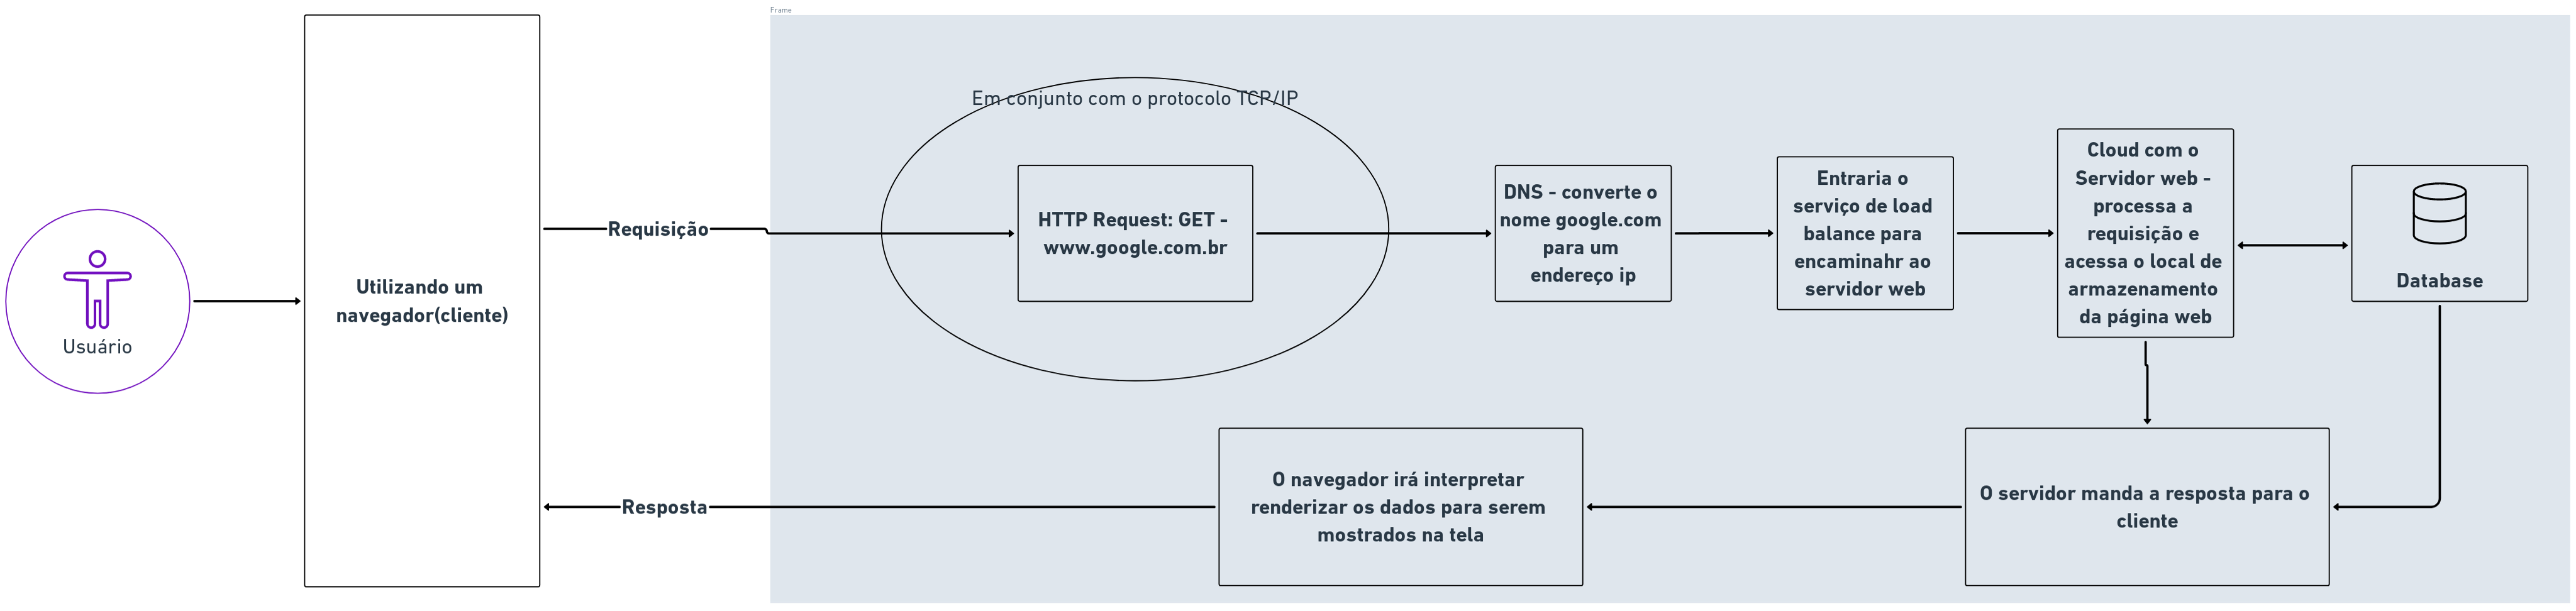 Frame
Em conjunto com o protocolo TCP/IP
Usuário
Utilizando um
navegador(cliente)
Requisição
HTTP Request: GET -
www.google.com.br
DNS - converte o
nome google.com
para um
endereço ip
Entraria o
serviço de load
balance para
encaminahr ao
servidor web
Cloud com o
Servidor web -
processa a
requisição e
acessa o local de
armazenamento
da página web
Database
Resposta
O navegador irá interpretar
renderizar os dados para serem
mostrados na tela
O servidor manda a resposta para o
cliente